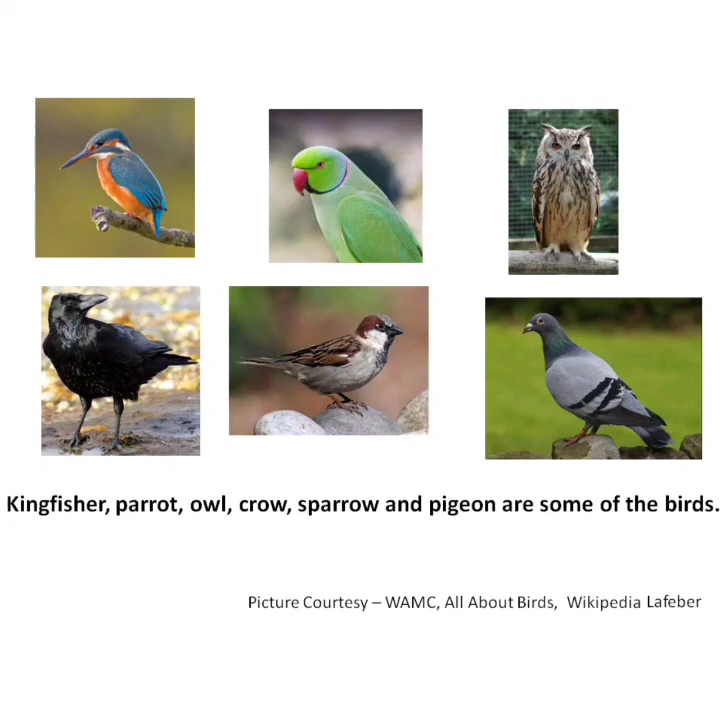 Kingfisher, parrot, owl, crow, sparrow and pigeon are some of the birds.
Picture Courtesy – WAMC, All About Birds, Wikipedia Lafeber